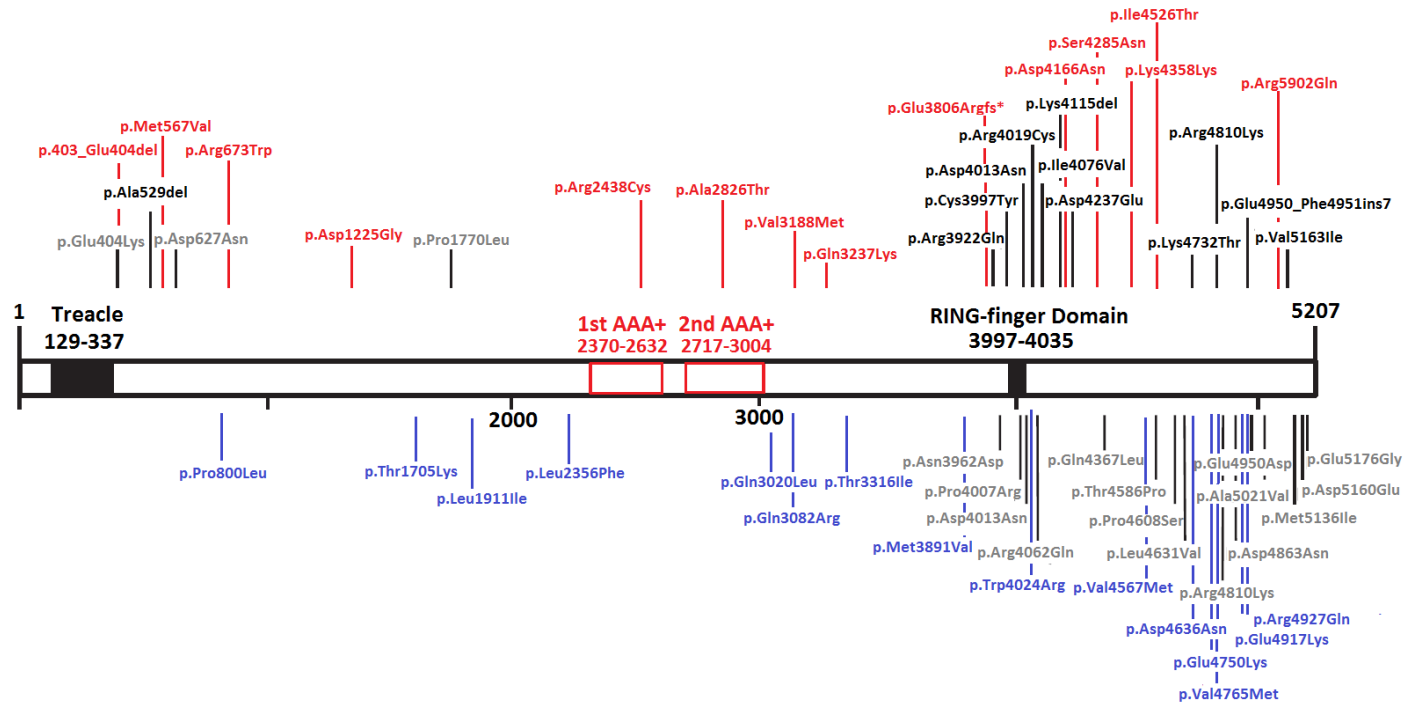 p.Ile4526Thr
p.Ser4285Asn
p.Asp4166Asn
p.Lys4358Lys
p.Arg5902Gln
p.Glu3806Argfs*
p.Lys4115del
p.Met567Val
p.Arg4019Cys
p.Arg4810Lys
p.403_Glu404del
p.Arg673Trp
p.Asp4013Asn
p.Ile4076Val
p.Ala529del
p.Arg2438Cys
p.Ala2826Thr
p.Cys3997Tyr
p.Asp4237Glu
p.Glu4950_Phe4951ins7
p.Val3188Met
p.Glu404Lys
p.Asp627Asn
p.Asp1225Gly
p.Pro1770Leu
p.Gln3237Lys
p.Arg3922Gln
p.Lys4732Thr
p.Val5163Ile
1
Treacle
129-337
1st AAA+
2370-2632
2nd AAA+
2717-3004
RING-finger Domain
3997-4035
5207
2000
3000
p.Pro800Leu
p.Thr1705Lys
p.Leu1911Ile
p.Leu2356Phe
p.Gln3020Leu
p.Thr3316Ile
p.Gln3082Arg
p.Asn3962Asp
p.Gln4367Leu
p.Glu4950Asp
p.Glu5176Gly
p.Pro4007Arg
p.Thr4586Pro
p.Ala5021Val
p.Asp5160Glu
p.Asp4013Asn
p.Pro4608Ser
p.Met5136Ile
p.Met3891Val
p.Arg4062Gln
p.Leu4631Val
p.Asp4863Asn
p.Trp4024Arg
p.Val4567Met
p.Arg4810Lys
p.Asp4636Asn
p.Arg4927Gln
p.Glu4917Lys
p.Glu4750Lys
p.Val4765Met